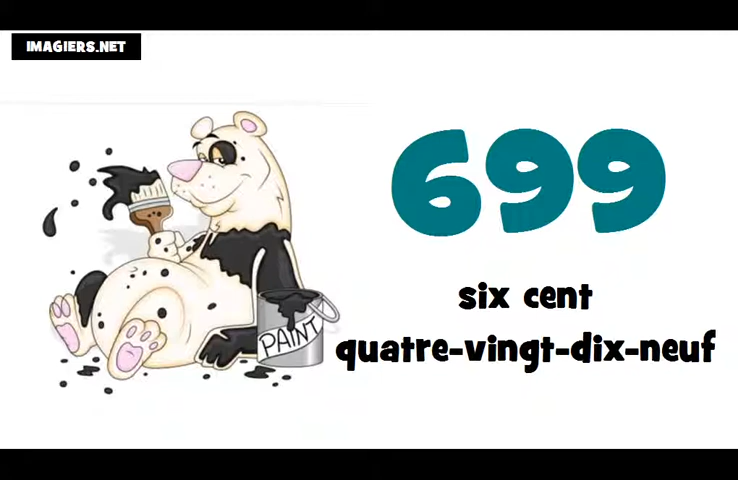 IMAGIERS.NET
699
six cent
quatre-vingt-dix-neuf
PAINT